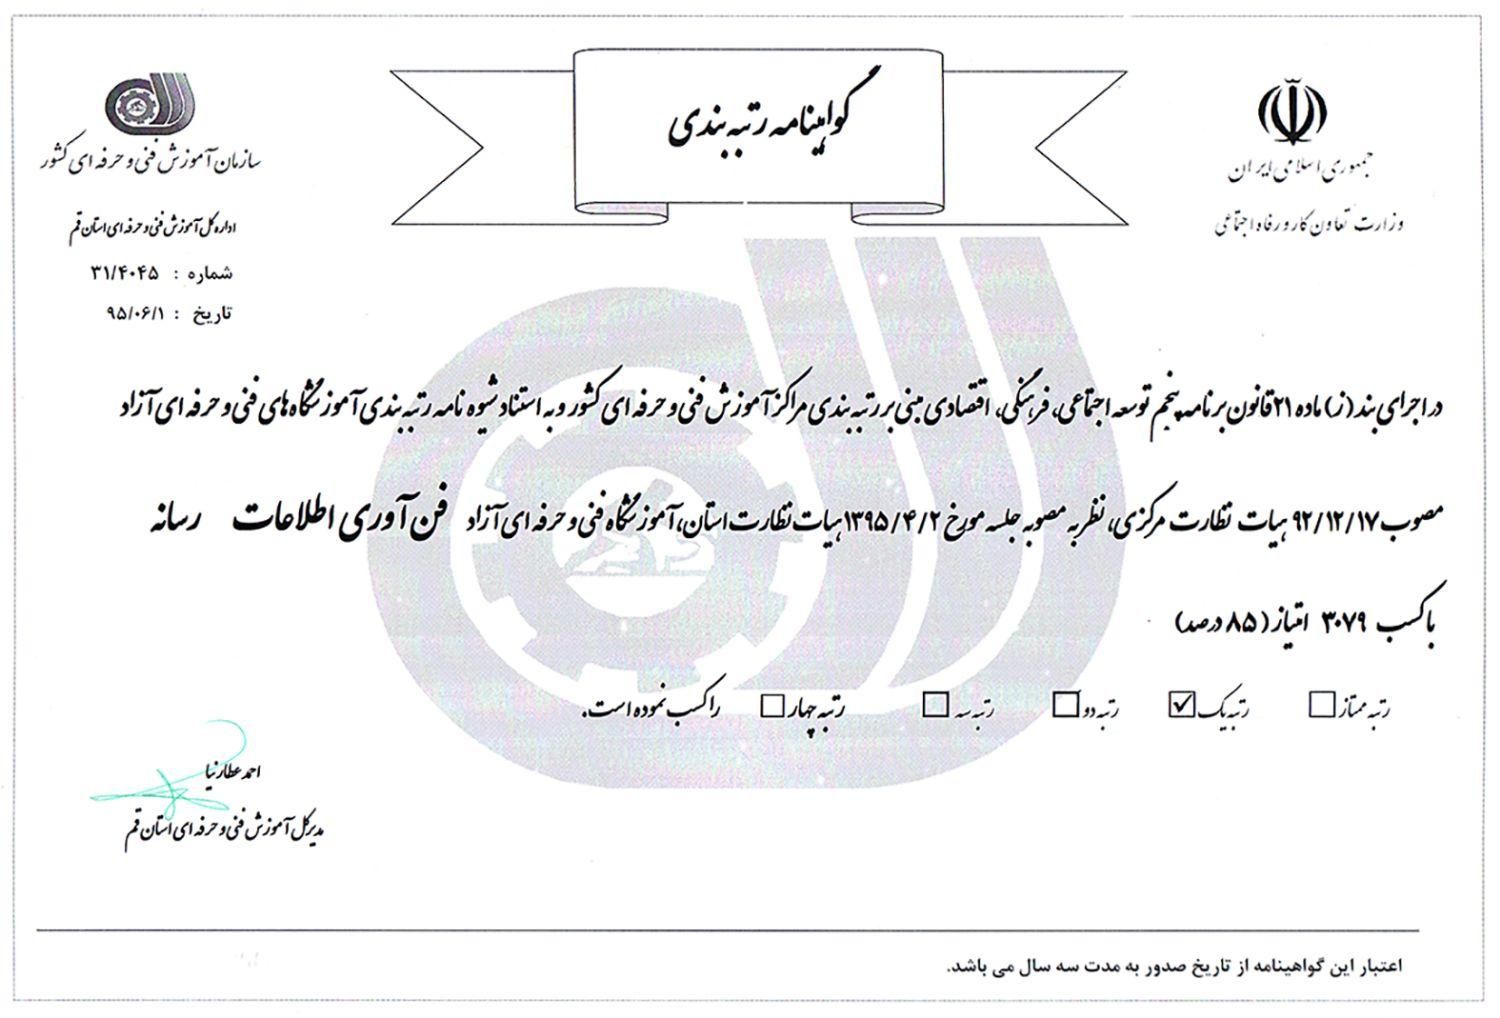 گواهینامه رتبه بندی
جمهوری اسلامی ایران
وزارت تعاون کار و رفاه اجتماعی
سازمان آموزش فنی و حرفه ای کشور
اداره کل آموزش فنی و حرفه ای استان قم
شماره : ۳۱/۴۰۴۵
تاریخ : ۹۵/۰۶/۱
در اجرای بند (ز) ماده ۲۱ قانون برنامه پنجم توسعه اجتماعی، فرهنگی، اقتصادی مبنی بر رتبه بندی مراکز آموزش فنی و حرفه ای کشور و به استناد شیوه نامه رتبه بندی آموزشگاه های فنی و حرفه ای آزاد
مصوب ۹۲/۱۲/۱۷ هیات نظارت مرکزی، نظر به مصوبه جلسه مورخ ۱۳۹۵/۴/۲ هیات نظارت استان، آموزشگاه فنی و حرفه ای آزاد فن آوری اطلاعات رسانه
با کسب ۳۰۷۹ امتیاز (۸۵ درصد)
رتبه ممتاز ☐ رتبه یک ☑ رتبه دو ☐ رتبه سه ☐ رتبه چهار ☐ را کسب نموده است.
احمد عطارنیا
مدیرکل آموزش فنی و حرفه ای استان قم
اعتبار این گواهینامه از تاریخ صدور به مدت سه سال می باشد.